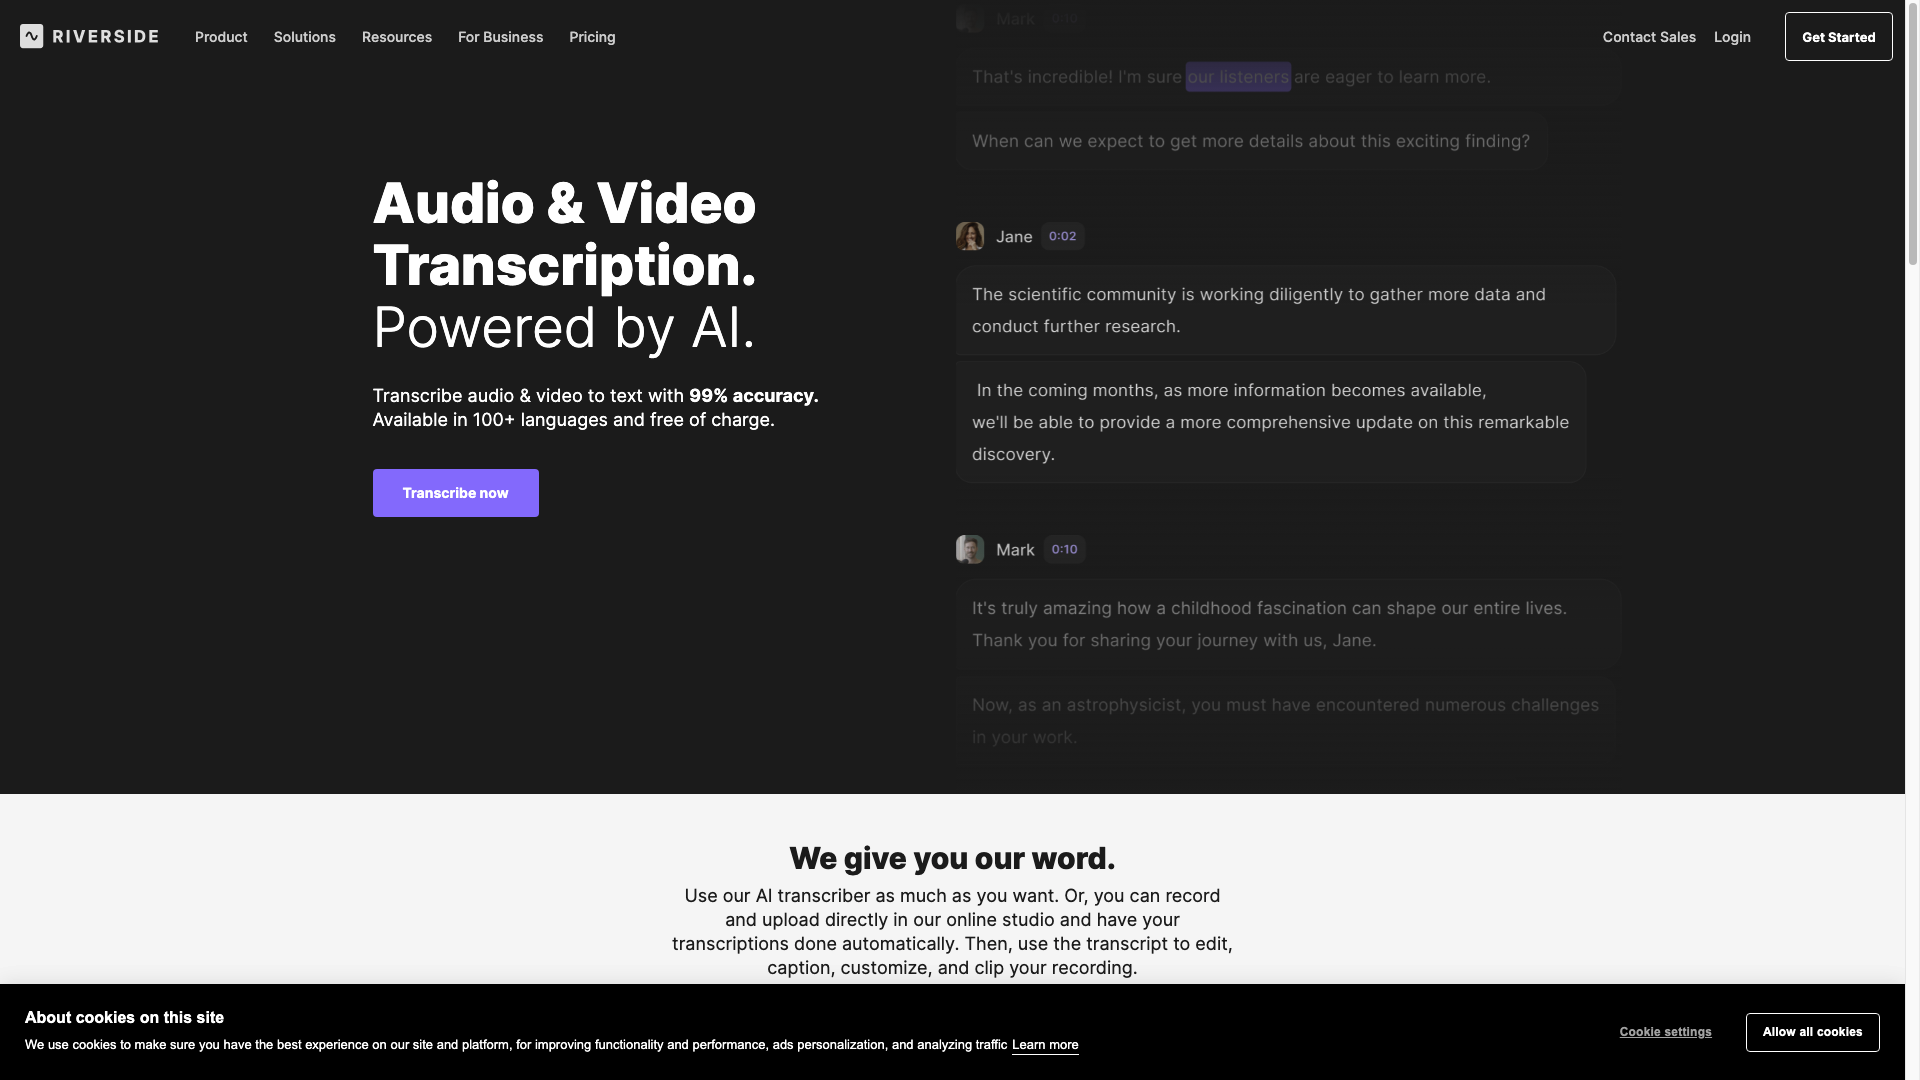 RIVERSIDE
Product
Solutions
Resources
For Business
Pricing
Contact Sales
Login
Get Started
Audio & Video
Transcription.
Powered by AI.
Transcribe audio & video to text with 99% accuracy.
Available in 100+ languages and free of charge.
Transcribe now
Mark 0:10
That's incredible! I'm sure our listeners are eager to learn more.
When can we expect to get more details about this exciting finding?
Jane 0:02
The scientific community is working diligently to gather more data and
conduct further research.
In the coming months, as more information becomes available,
we'll be able to provide a more comprehensive update on this remarkable
discovery.
Mark 0:10
It's truly amazing how a childhood fascination can shape our entire lives.
Thank you for sharing your journey with us, Jane.
Now, as an astrophysicist, you must have encountered numerous challenges
in your work.
We give you our word.
Use our AI transcriber as much as you want. Or, you can record
and upload directly in our online studio and have your
transcriptions done automatically. Then, use the transcript to edit,
caption, customize, and clip your recording.
About cookies on this site
We use cookies to make sure you have the best experience on our site and platform, for improving functionality and performance, ads personalization, and analyzing traffic Learn more
Cookie settings
Allow all cookies